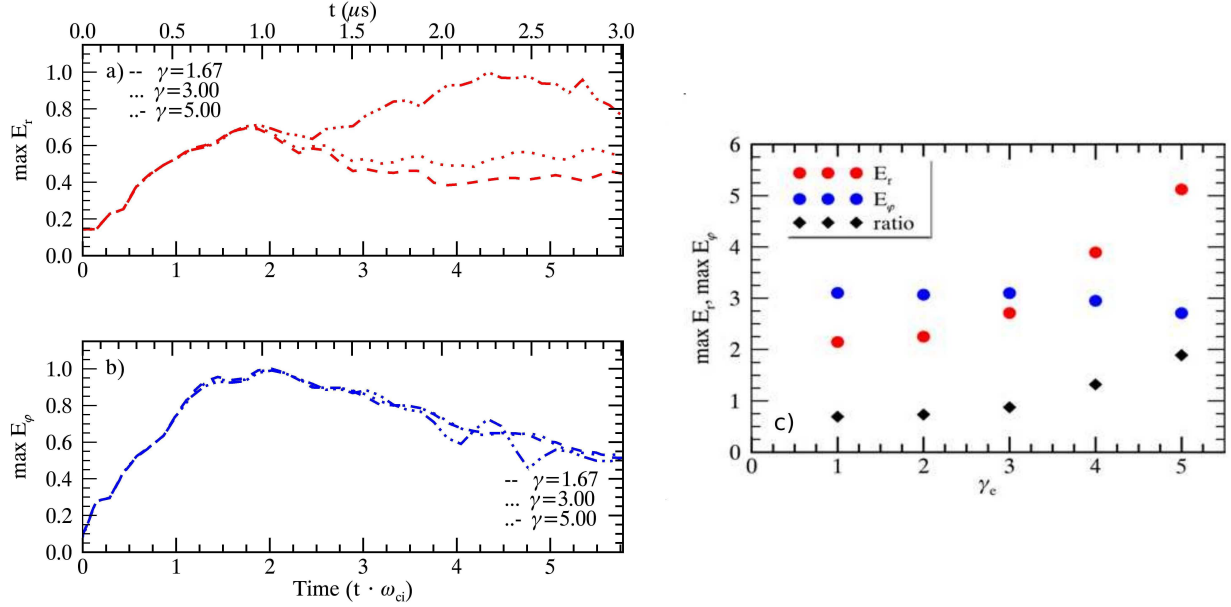 t (μs)
0.0 0.5 1.0 1.5 2.0 2.5 3.0
a) -- γ=1.67
... γ=3.00
..- γ=5.00
max E_r
1.0
0.8
0.6
0.4
0.2
0.0
0 1 2 3 4 5
b)
max E_φ
1.0
0.8
0.6
0.4
0.2
0.0
-- γ=1.67
... γ=3.00
..- γ=5.00
0 1 2 3 4 5
Time (t · ω_ci)
E_r
E_φ
ratio
max E_r, max E_φ
6
5
4
3
2
1
0
c)
0 1 2 3 4 5
γ_e